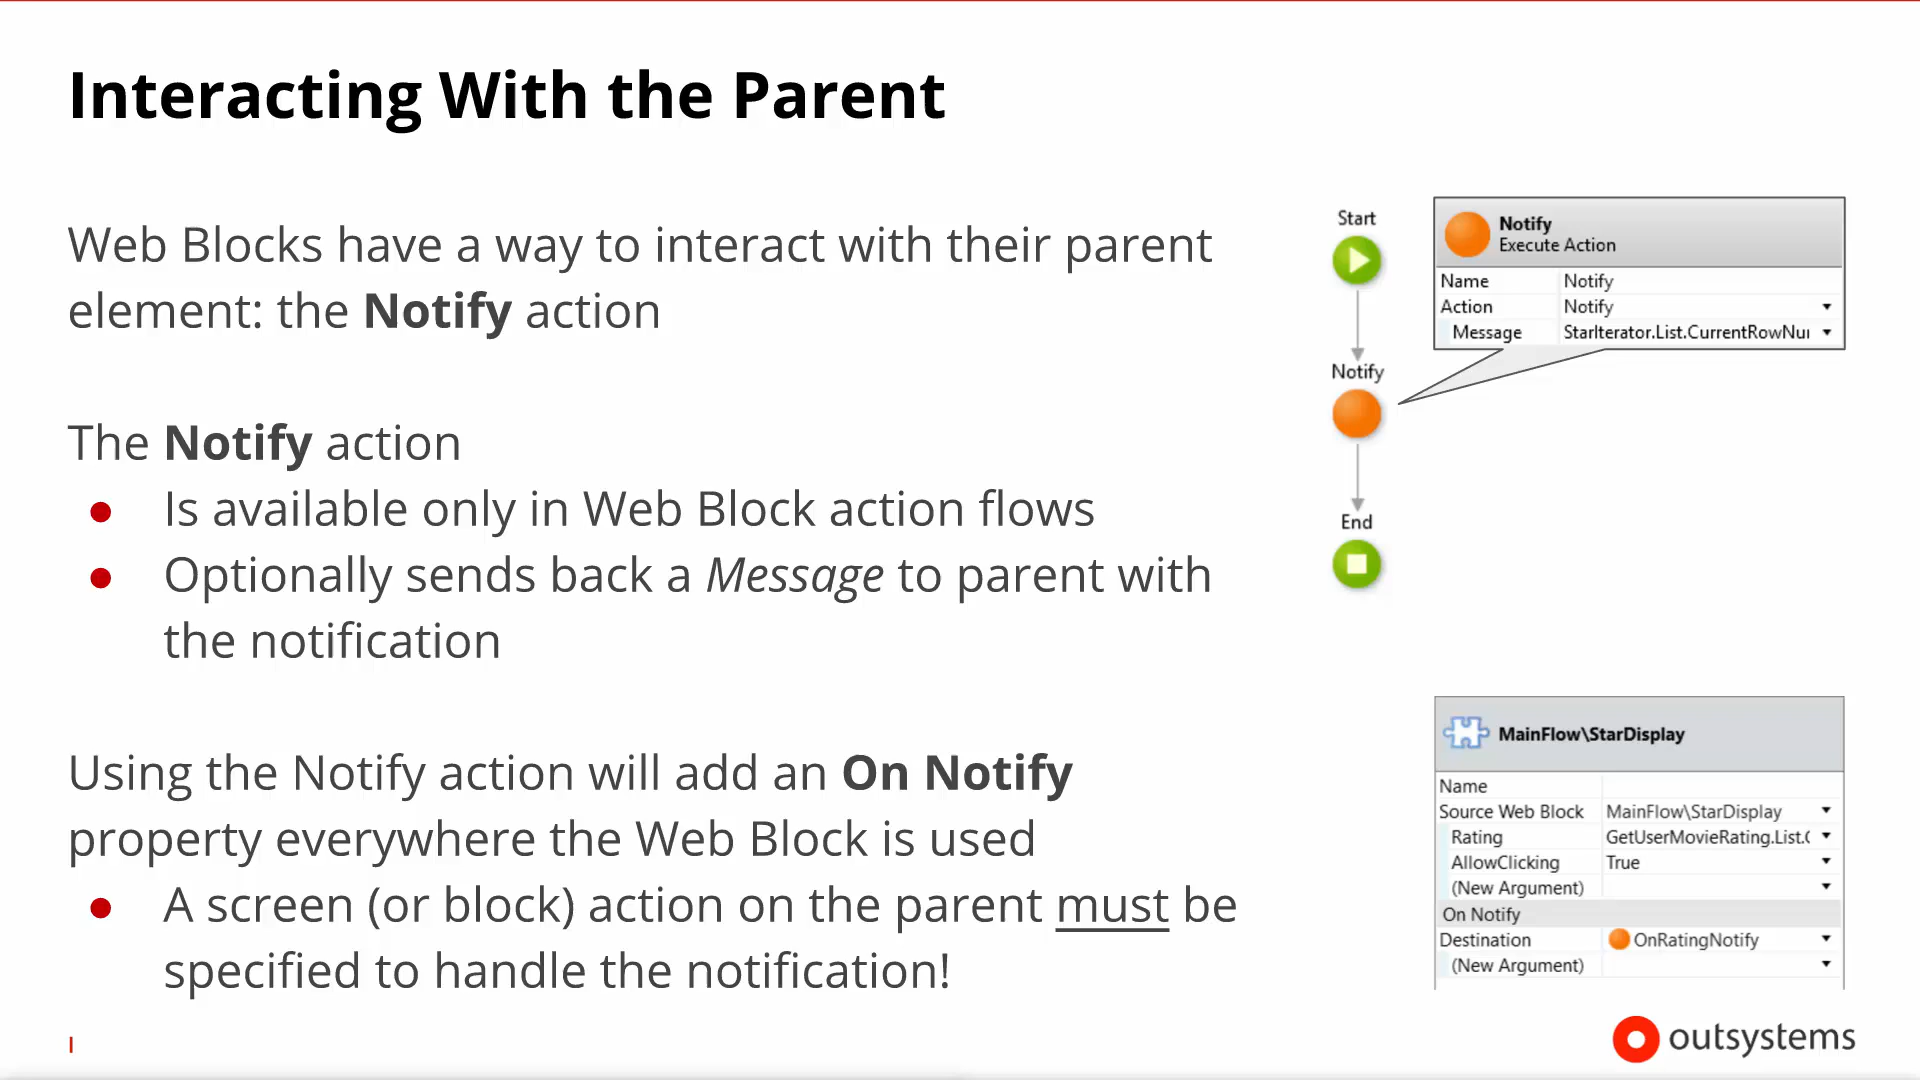 Interacting With the Parent
Web Blocks have a way to interact with their parent
element: the Notify action
The Notify action
● Is available only in Web Block action flows
● Optionally sends back a Message to parent with
the notification
Using the Notify action will add an On Notify
property everywhere the Web Block is used
● A screen (or block) action on the parent must be
specified to handle the notification!
Start
Notify
End
Notify
Execute Action
Name Notify
Action Notify
Message StarIterator.List.CurrentRowNu
MainFlow\StarDisplay
Name
Source Web Block MainFlow\StarDisplay
Rating GetUserMovieRating.List.C
AllowClicking True
(New Argument)
On Notify
Destination OnRatingNotify
(New Argument)
outsystems